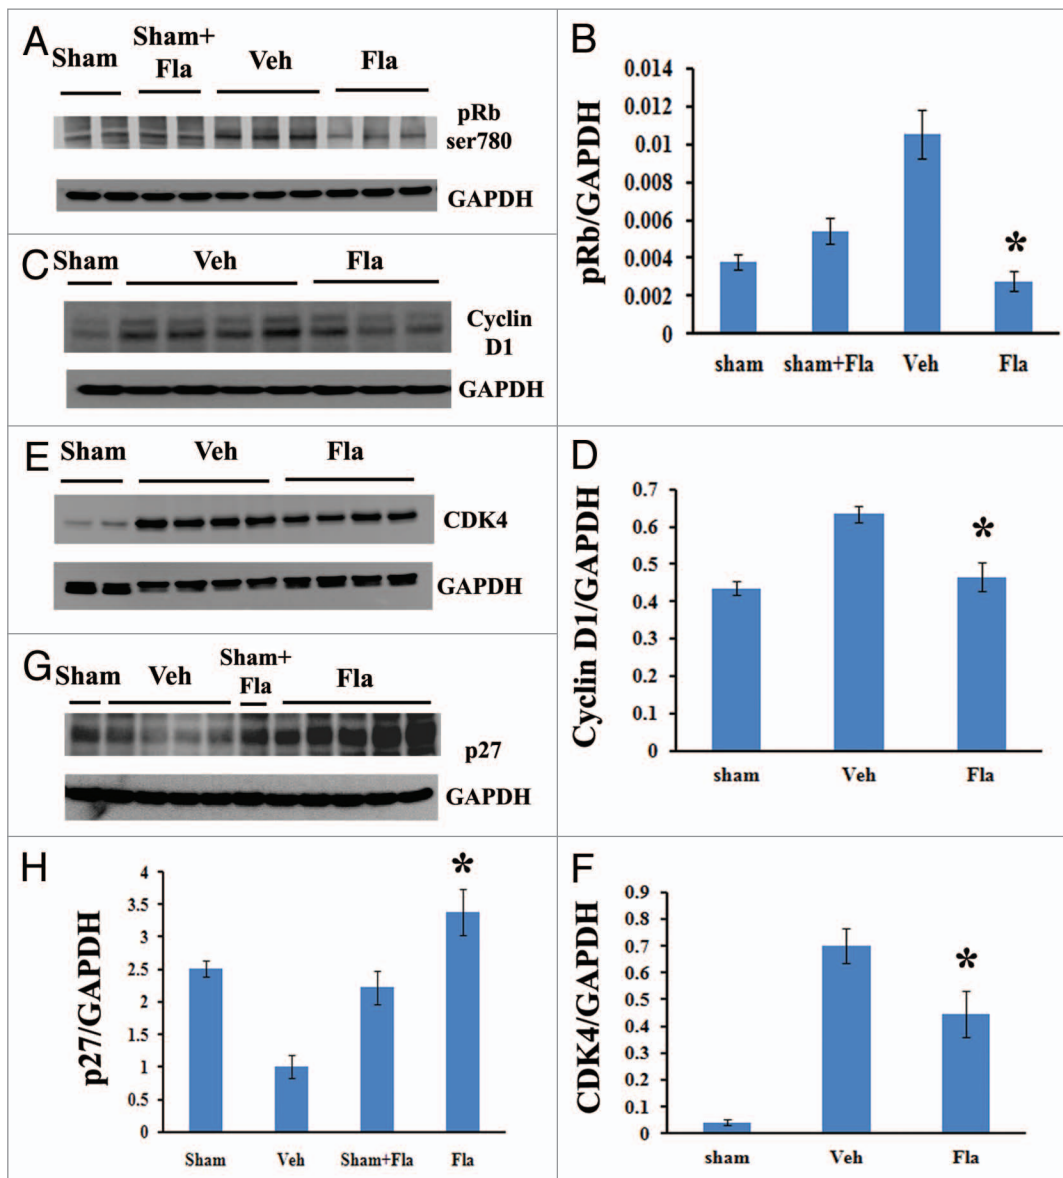 A
Sham
Sham+
Fla
Veh
Fla
pRb
ser780
GAPDH
B
pRb/GAPDH
0.014
0.012
0.01
0.008
0.006
0.004
0.002
0
sham
sham+Fla
Veh
Fla
*
C
Sham
Veh
Fla
Cyclin
D1
GAPDH
D
Cyclin D1/GAPDH
0.7
0.6
0.5
0.4
0.3
0.2
0.1
0
sham
Veh
Fla
*
E
Sham
Veh
Fla
CDK4
GAPDH
G
Sham
Veh
Sham+
Fla
Fla
p27
GAPDH
H
p27/GAPDH
4
3.5
3
2.5
2
1.5
1
0.5
0
Sham
Veh
Sham+Fla
Fla
*
F
CDK4/GAPDH
0.9
0.8
0.7
0.6
0.5
0.4
0.3
0.2
0.1
0
sham
Veh
Fla
*